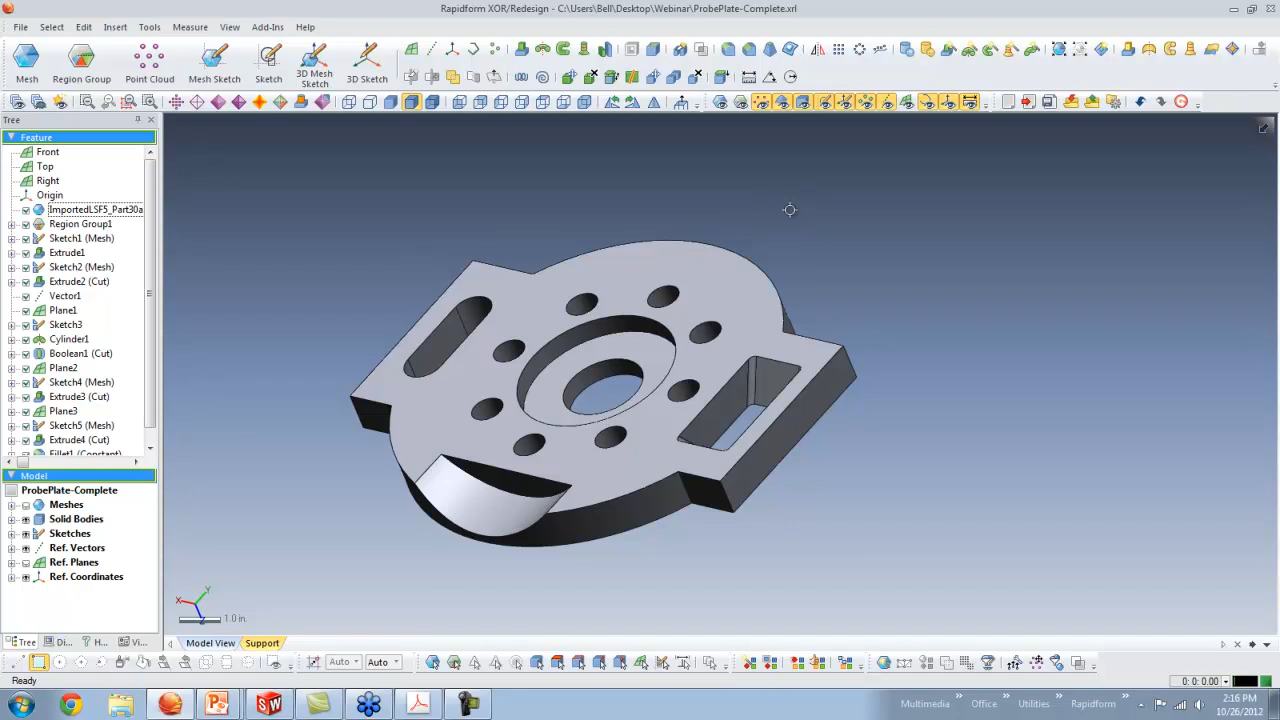 Rapidform XOR/Redesign - C:\Users\Bell\Desktop\Webinar\ProbePlate-Complete.xrl
File Select Edit Insert Tools Measure View Add-Ins Help
Mesh Region Group Point Cloud Mesh Sketch Sketch 3D Mesh Sketch 3D Sketch
Tree
Feature
Front
Top
Right
Origin
ImportedLSF5_Part30a
Region Group1
Sketch1 (Mesh)
Extrude1
Sketch2 (Mesh)
Extrude2 (Cut)
Vector1
Plane1
Sketch3
Cylinder1
Boolean1 (Cut)
Plane2
Sketch4 (Mesh)
Extrude3 (Cut)
Plane3
Sketch5 (Mesh)
Extrude4 (Cut)
Fillet1 (Constant)
Model
ProbePlate-Complete
Meshes
Solid Bodies
Sketches
Ref. Vectors
Ref. Planes
Ref. Coordinates
X Y Z
1.0 in.
Tree Di... H... Vi...
Model View Support
Auto Auto
Ready
0: 0: 0.00
Multimedia Office Utilities Rapidform
2:16 PM
10/26/2012